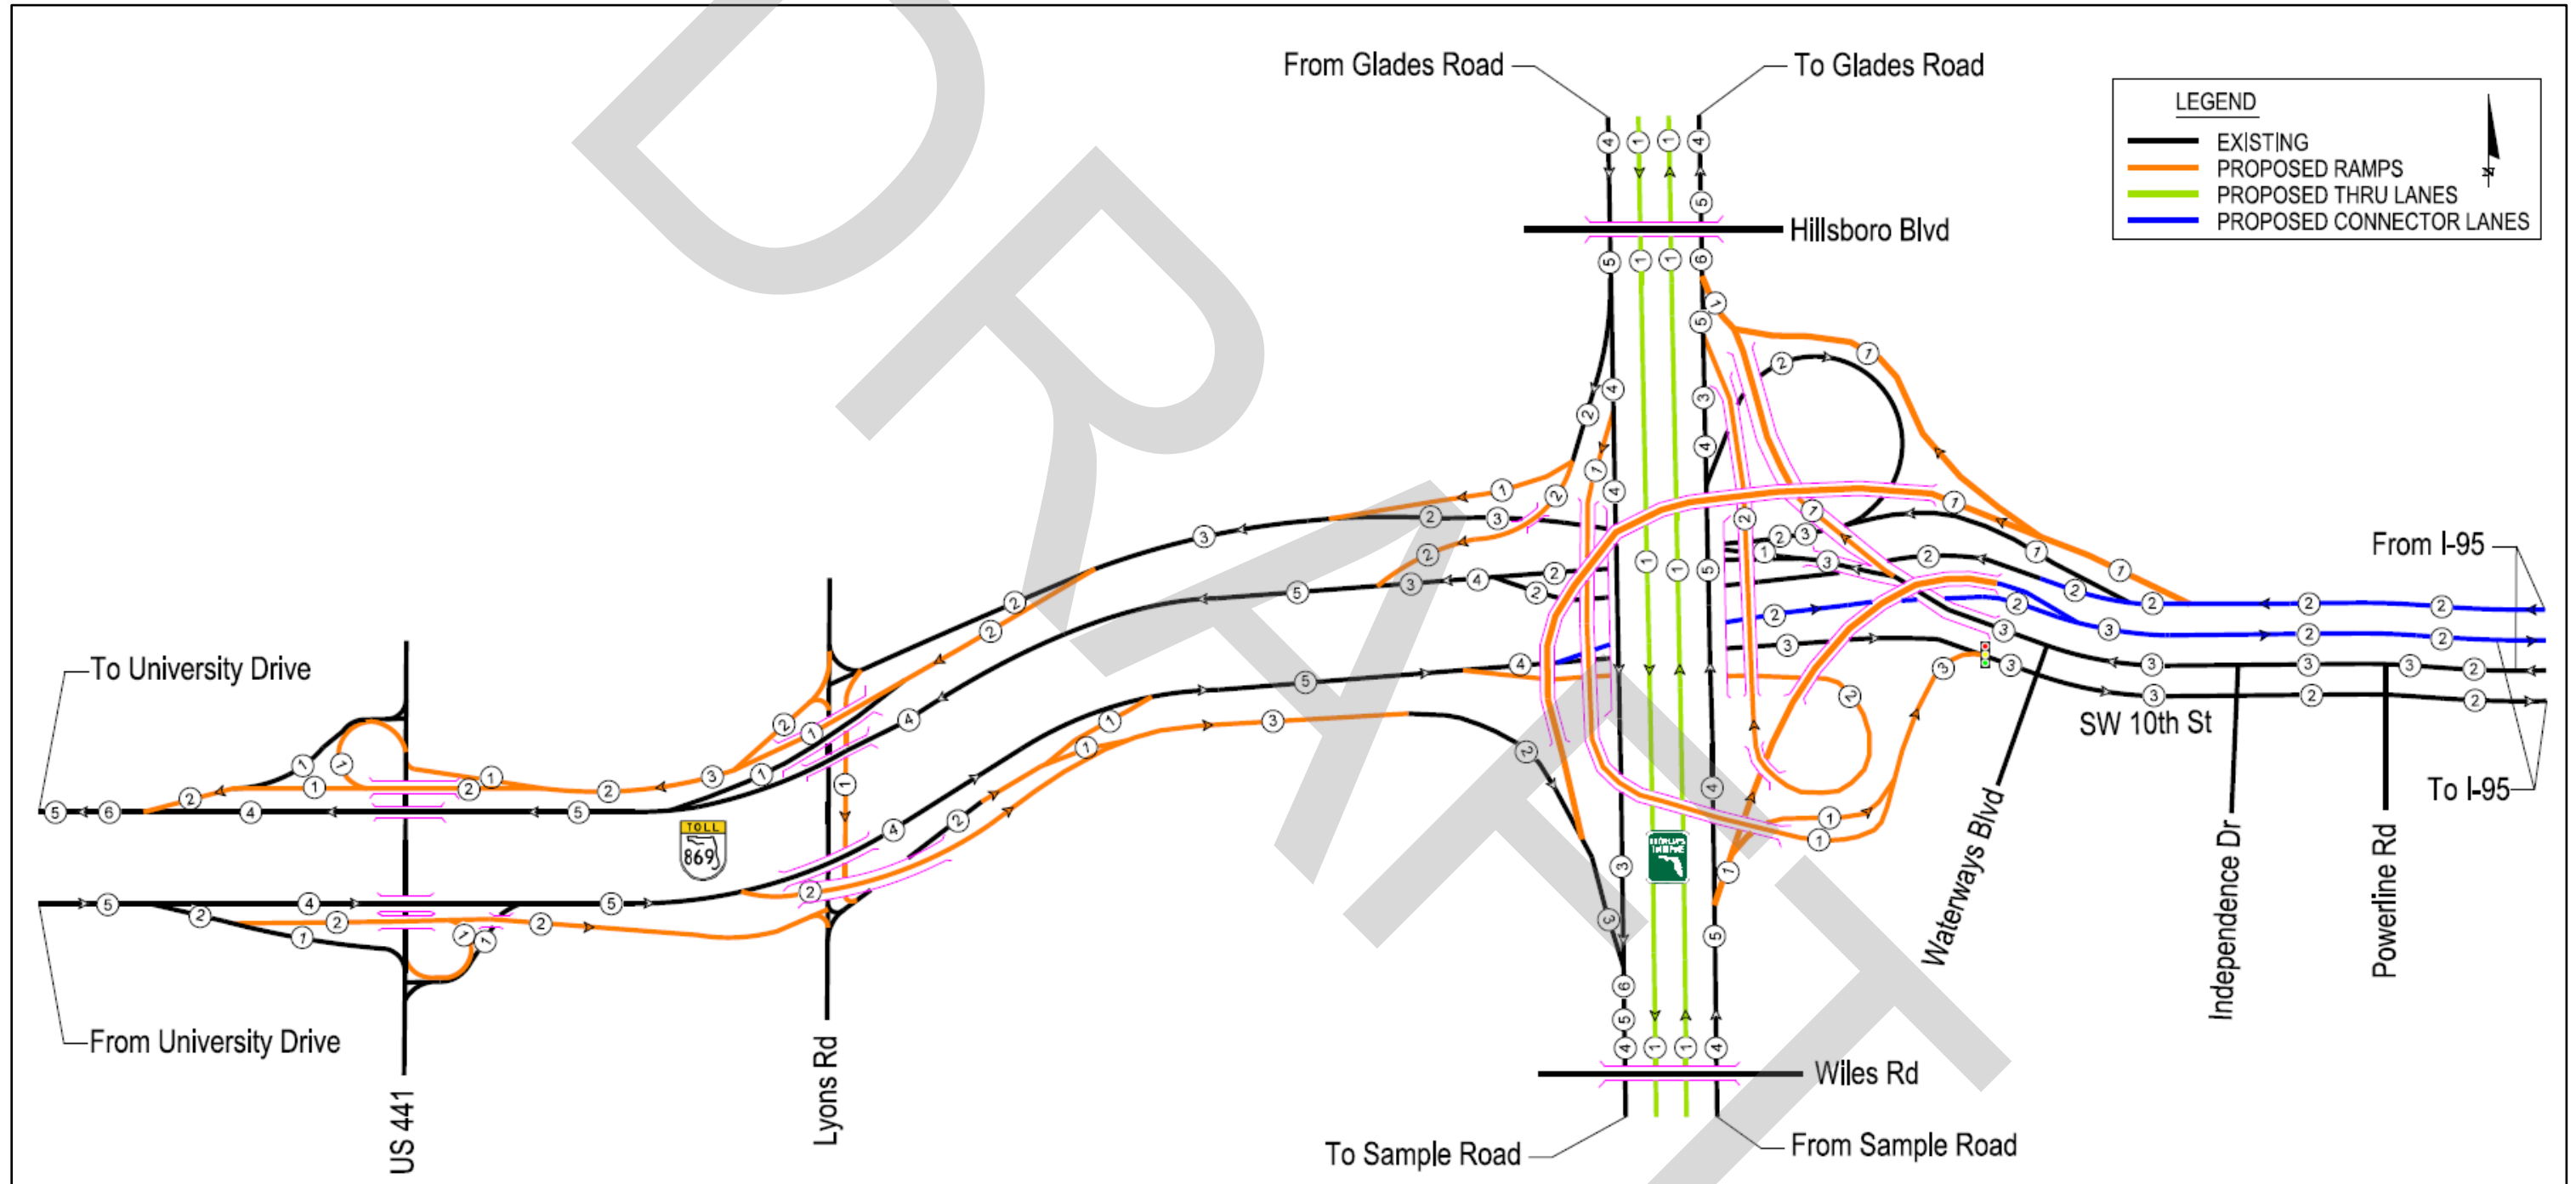 From Glades Road
To Glades Road
LEGEND
EXISTING
PROPOSED RAMPS
PROPOSED THRU LANES
PROPOSED CONNECTOR LANES
N
Hillsboro Blvd
From I-95
To University Drive
SW 10th St
To I-95
TOLL
869
From University Drive
US 441
Lyons Rd
Waterways Blvd
Independence Dr
Powerline Rd
Wiles Rd
To Sample Road
From Sample Road
DRAFT